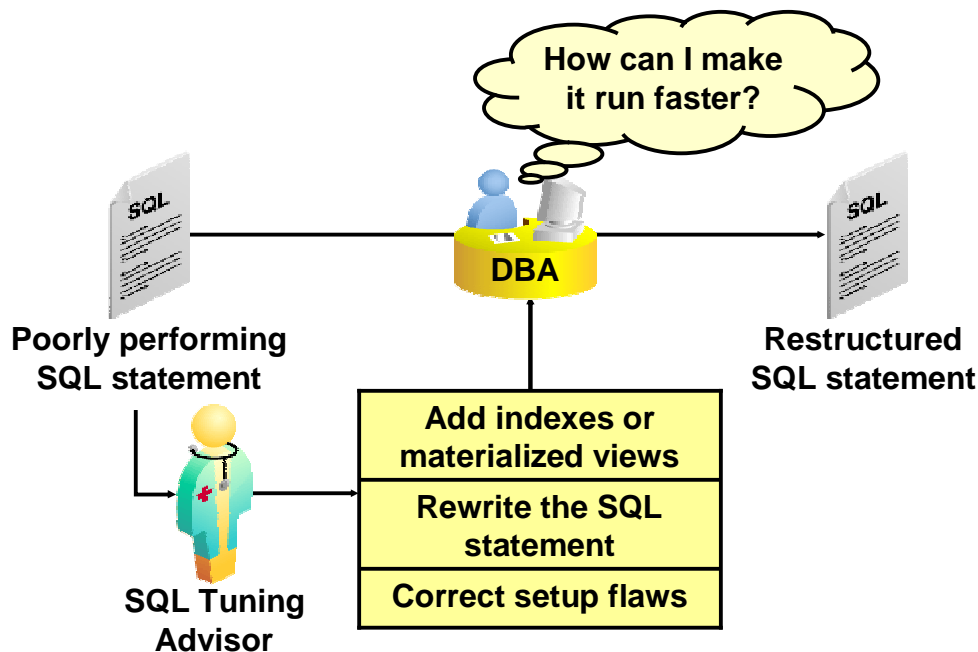 How can I make
it run faster?
SQL
SQL
DBA
Poorly performing
SQL statement
Restructured
SQL statement
Add indexes or
materialized views
Rewrite the SQL
statement
Correct setup flaws
SQL Tuning
Advisor